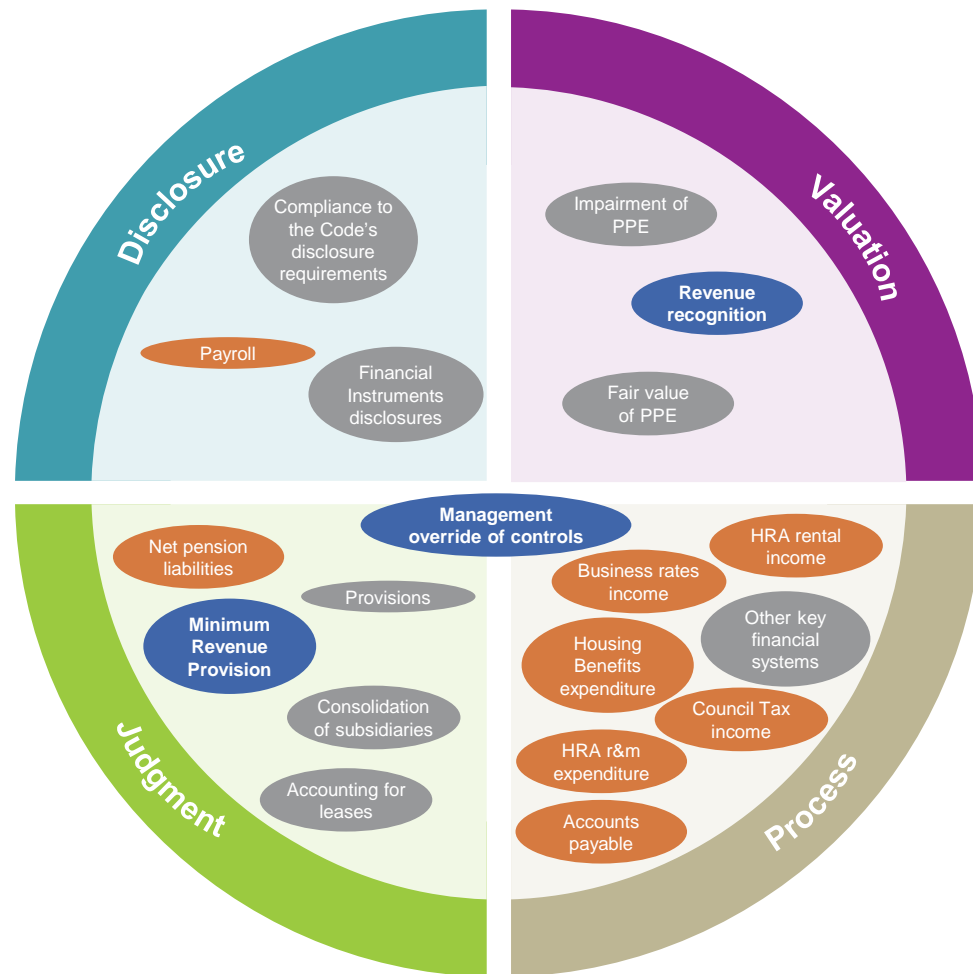 Disclosure
Compliance to
the Code's
disclosure
requirements
Payroll
Financial
Instruments
disclosures
Valuation
Impairment of
PPE
Revenue
recognition
Fair value
of PPE
Management
override of controls
Judgment
Net pension
liabilities
Provisions
Minimum
Revenue
Provision
Consolidation
of subsidiaries
Accounting for
leases
Process
HRA rental
income
Business rates
income
Other key
financial
systems
Housing
Benefits
expenditure
Council Tax
income
HRA r&m
expenditure
Accounts
payable